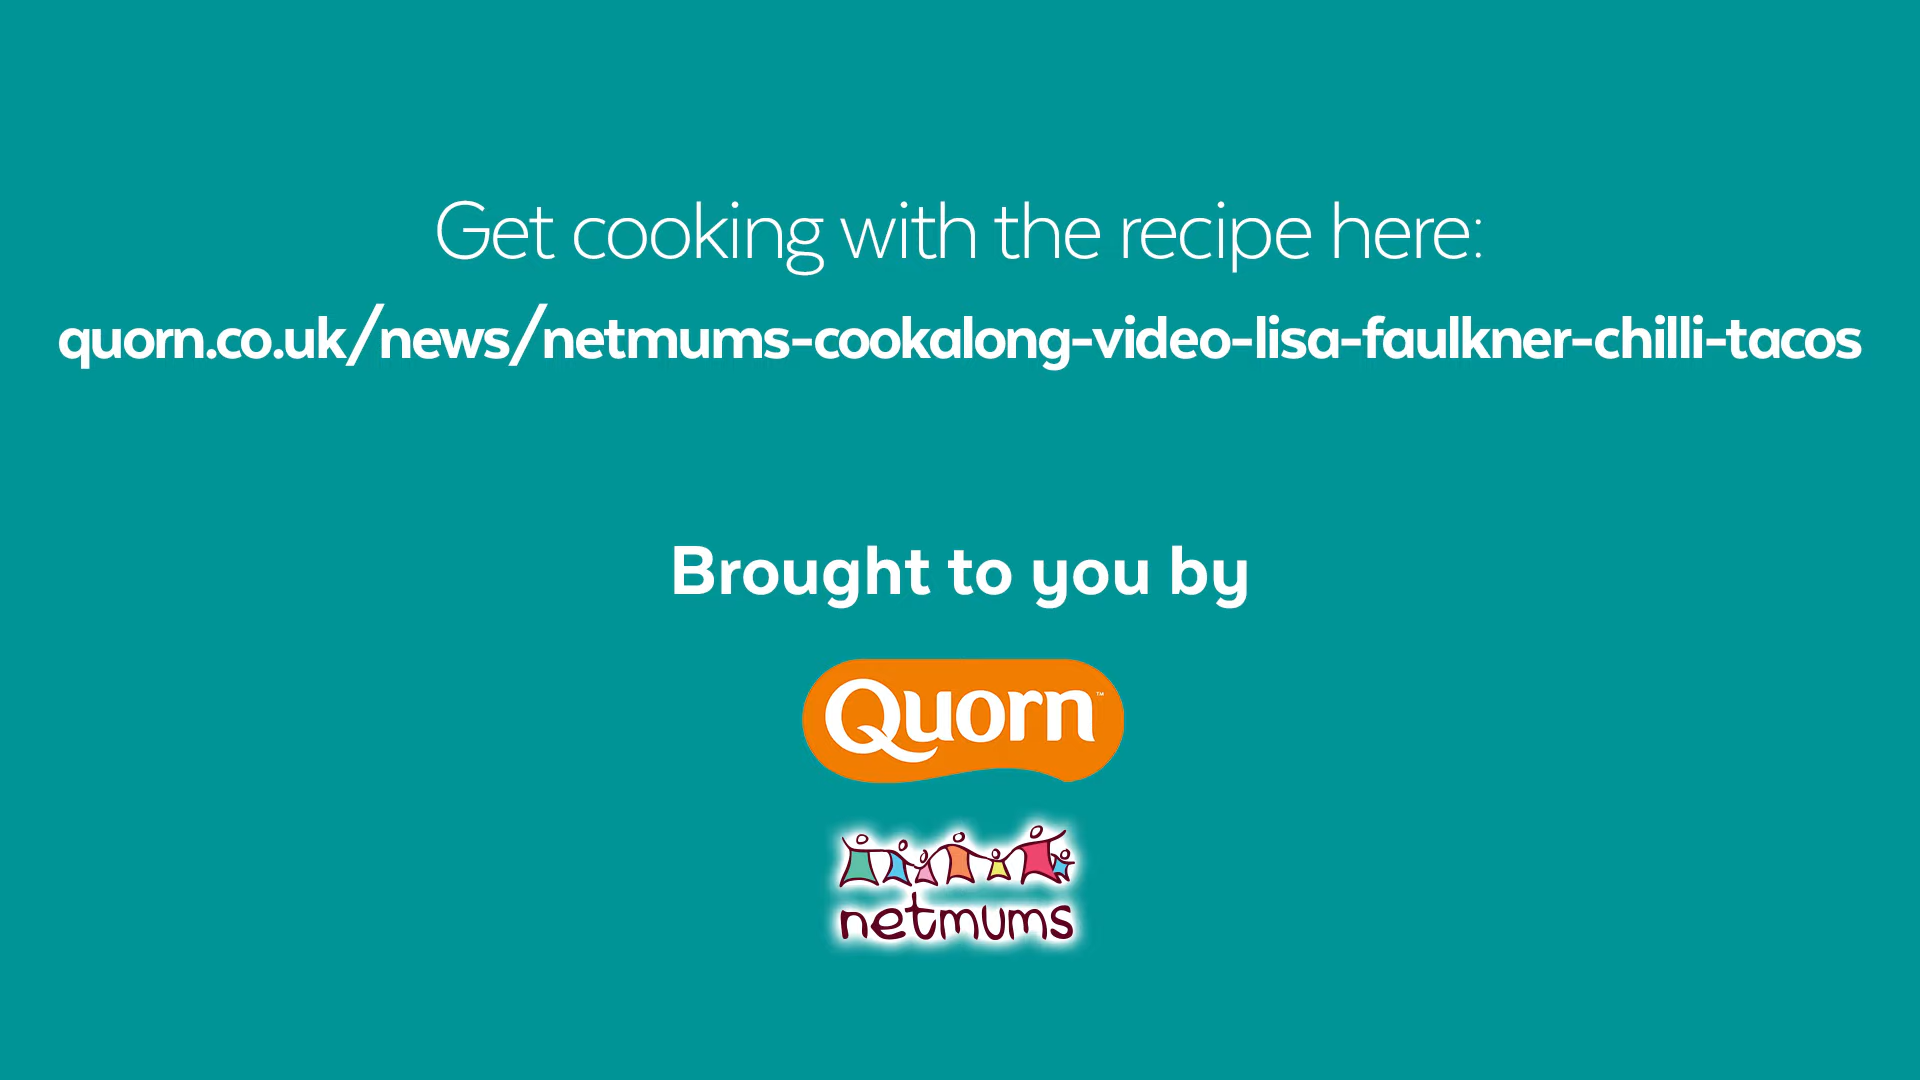 Get cooking with the recipe here:
quorn.co.uk/news/netmums-cookalong-video-lisa-faulkner-chilli-tacos
Brought to you by
Quorn™
netmums